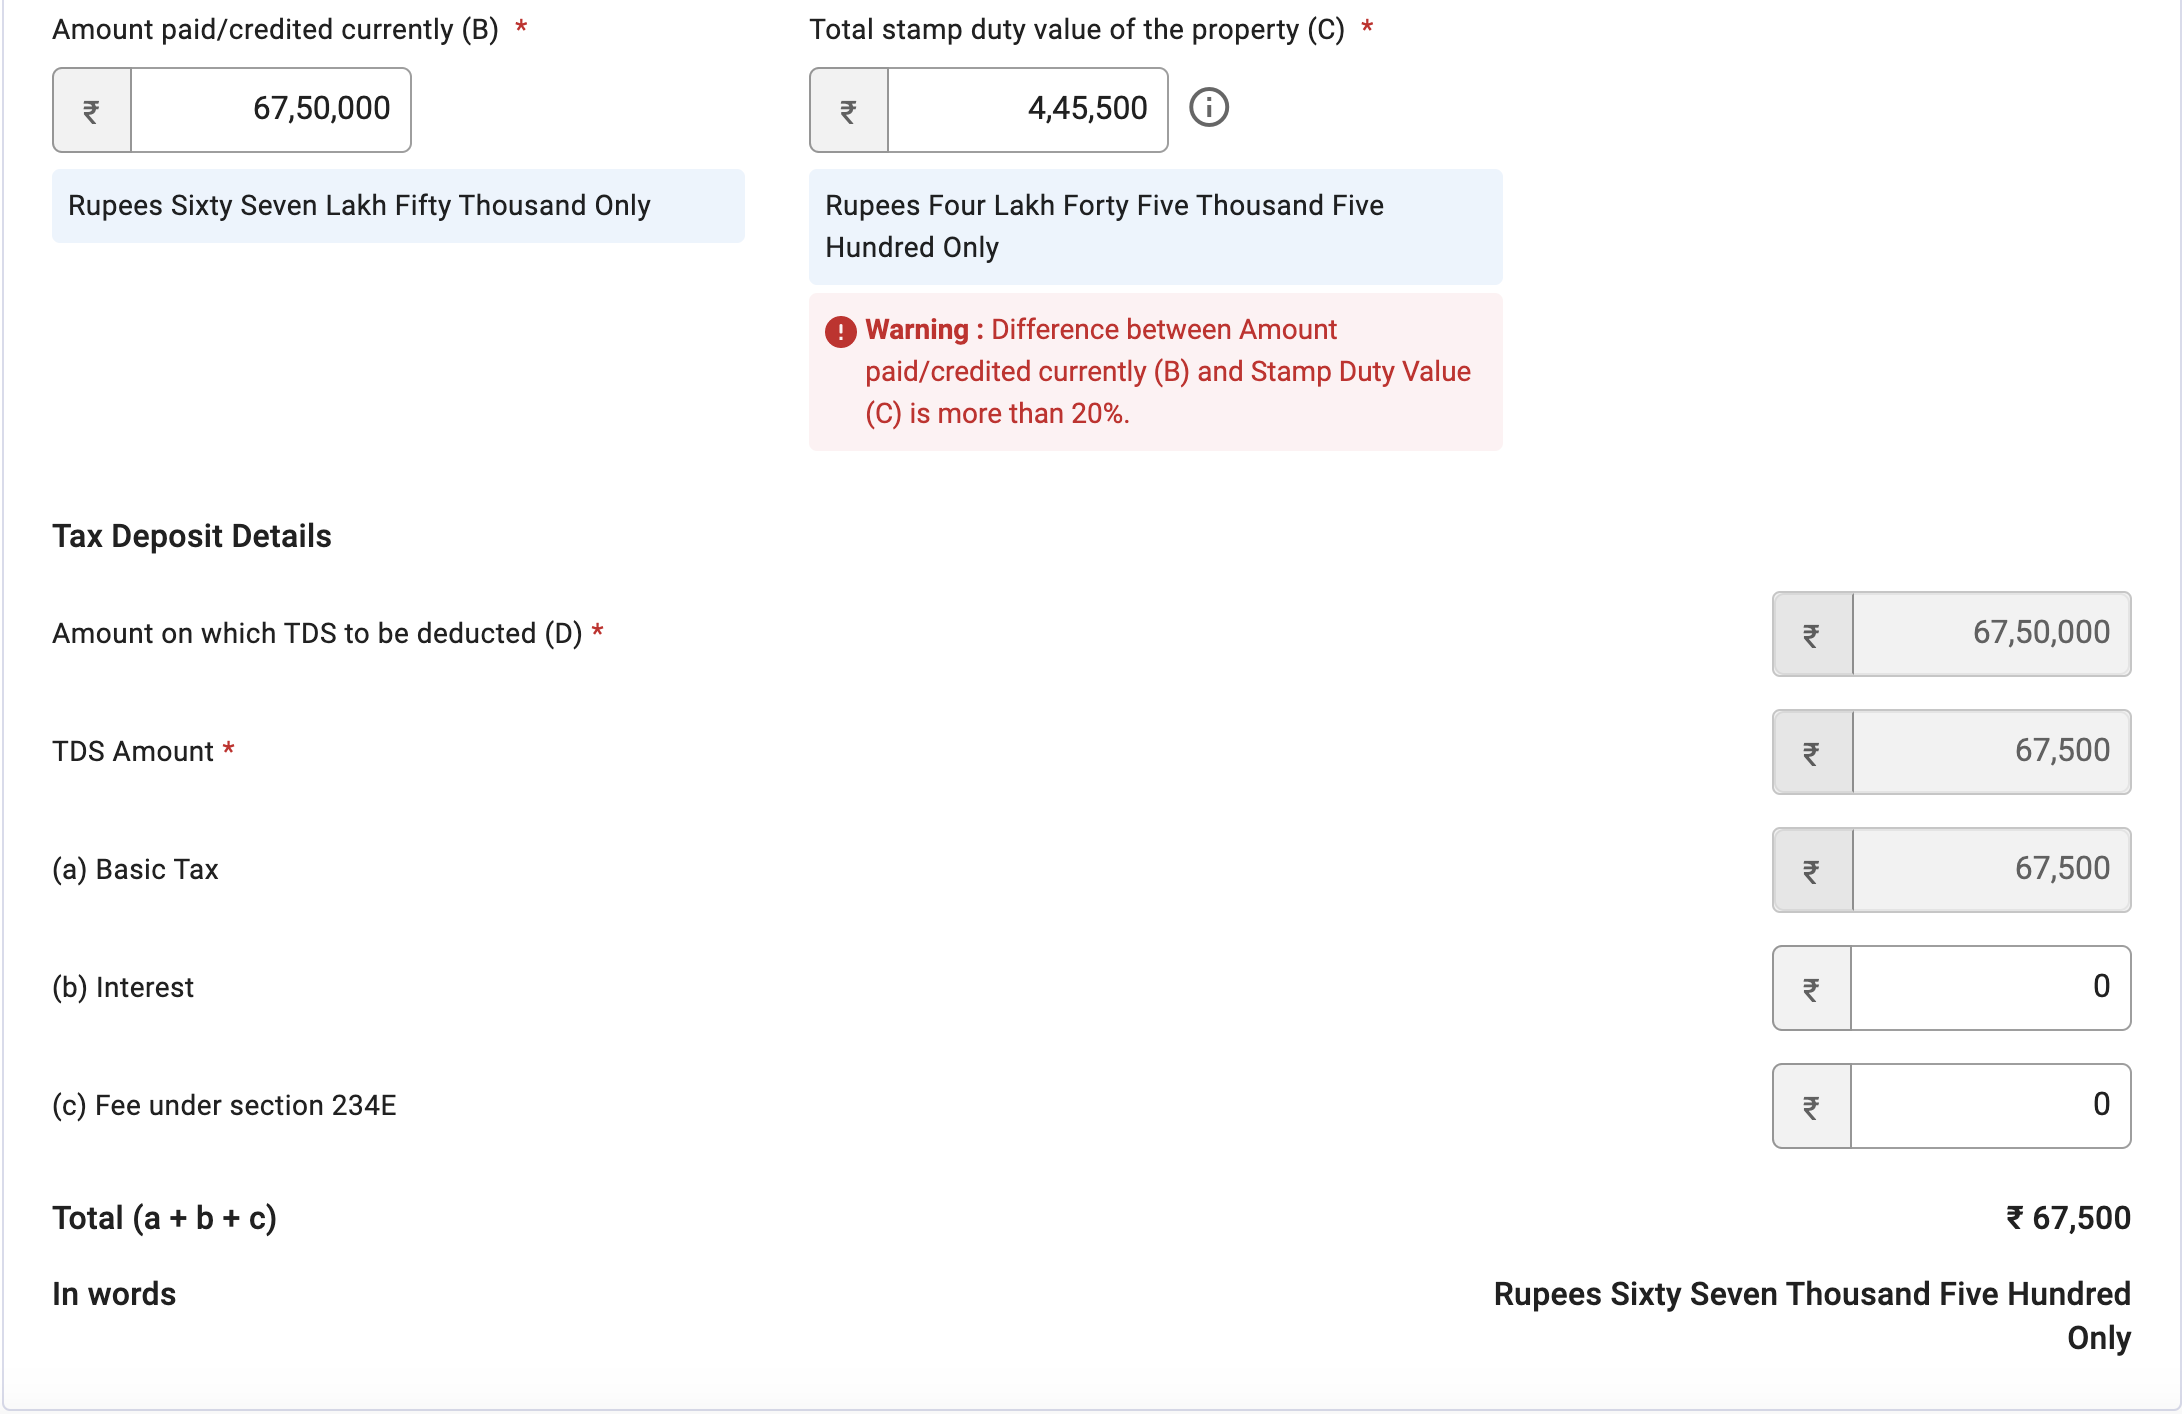 Amount paid/credited currently (B) *
Total stamp duty value of the property (C) *
₹ 67,50,000
₹ 4,45,500
Rupees Sixty Seven Lakh Fifty Thousand Only
Rupees Four Lakh Forty Five Thousand Five
Hundred Only
Warning : Difference between Amount
paid/credited currently (B) and Stamp Duty Value
(C) is more than 20%.
Tax Deposit Details
Amount on which TDS to be deducted (D) *
₹ 67,50,000
TDS Amount *
₹ 67,500
(a) Basic Tax
₹ 67,500
(b) Interest
₹ 0
(c) Fee under section 234E
₹ 0
Total (a + b + c)
₹ 67,500
In words
Rupees Sixty Seven Thousand Five Hundred
Only